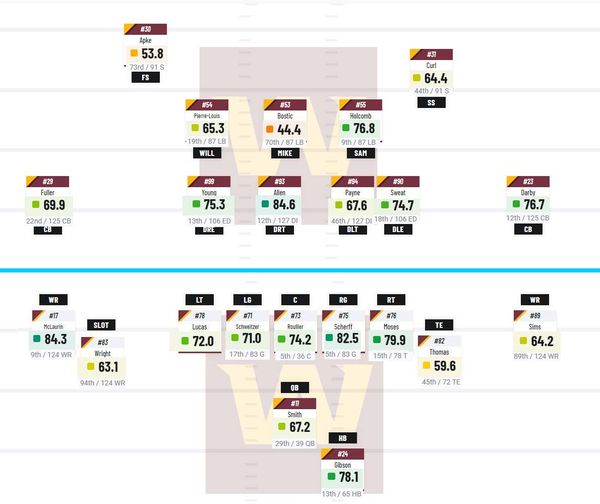 #30
Apke
53.8
73rd / 91 S
FS
#31
Curl
64.4
44th / 91 S
SS
#54
Pierre-Louis
65.3
19th / 87 LB
WILL
#53
Bostic
44.4
70th / 87 LB
MIKE
#55
Holcomb
76.8
9th / 87 LB
SAM
#29
Fuller
69.9
22nd / 125 CB
CB
#99
Young
75.3
13th / 106 ED
DRE
#93
Allen
84.6
12th / 127 DI
DRT
#94
Payne
67.6
46th / 127 DI
DLT
#90
Sweat
74.7
18th / 106 ED
DLE
#23
Darby
76.7
12th / 125 CB
CB
WR
#17
McLaurin
84.3
9th / 124 WR
SLOT
#83
Wright
63.1
94th / 124 WR
LT
#78
Lucas
72.0
LG
#71
Schweitzer
71.0
17th / 83 G
C
#73
Roullier
74.2
5th / 36 C
RG
#75
Scherff
82.5
5th / 83 G
RT
#76
Moses
79.9
15th / 78 T
TE
#82
Thomas
59.6
45th / 72 TE
WR
#89
Sims
64.2
89th / 124 WR
QB
#11
Smith
67.2
29th / 39 QB
HB
#24
Gibson
78.1
13th / 65 HB
W
W